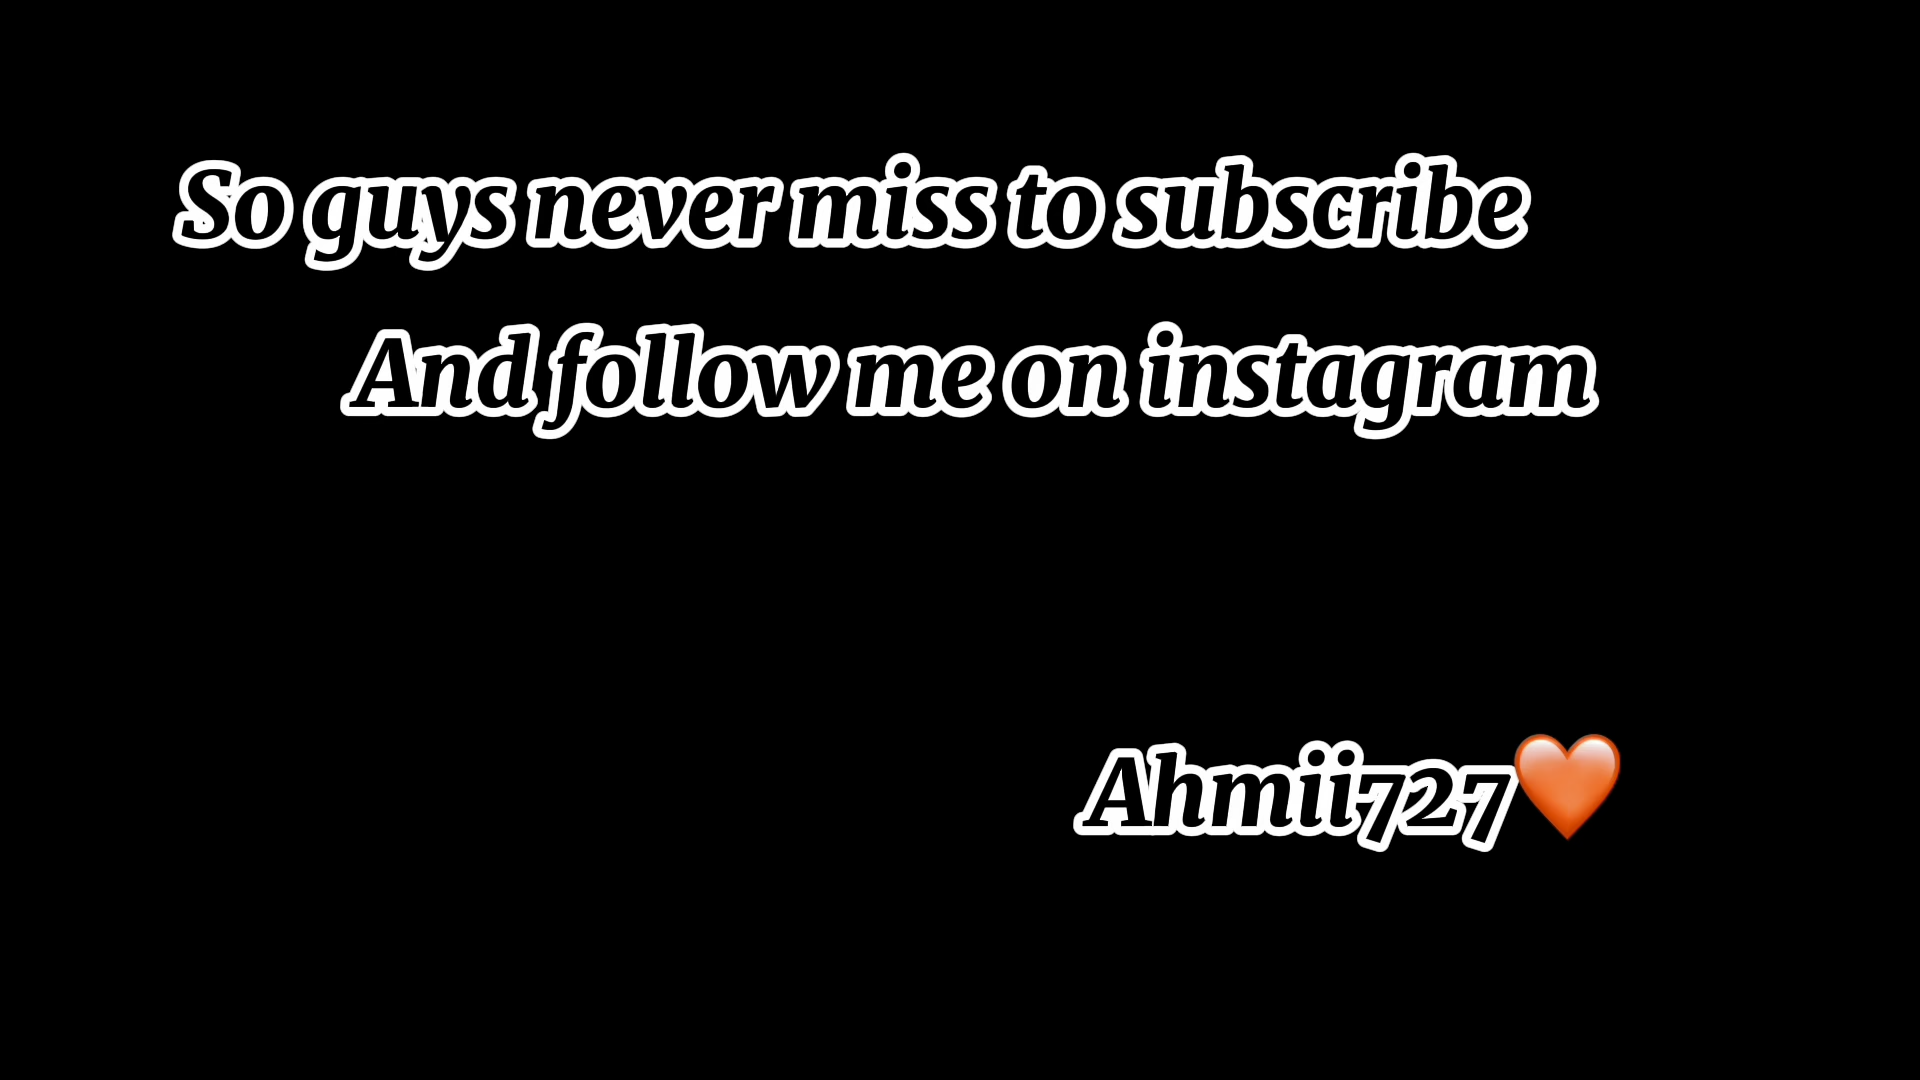 So guys never miss to subscribe
And follow me on instagram
Ahmii727🧡